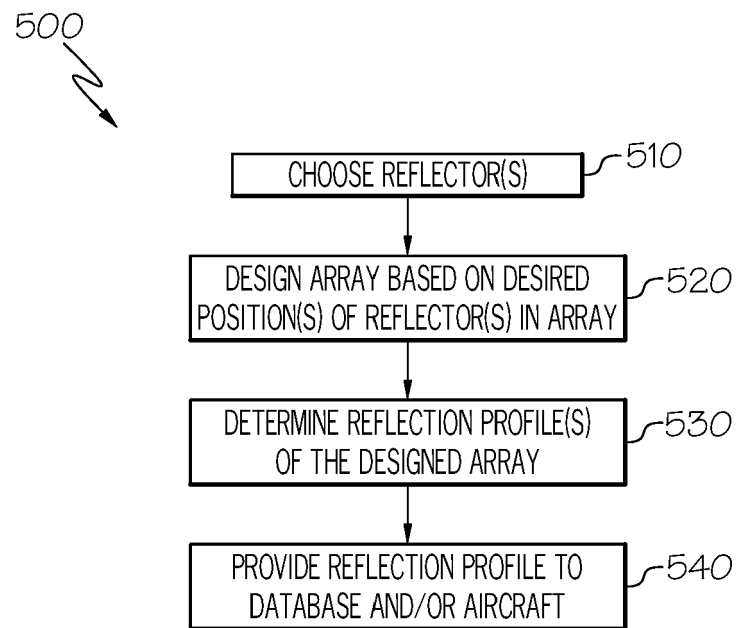 500
CHOOSE REFLECTOR(S)
510
DESIGN ARRAY BASED ON DESIRED
POSITION(S) OF REFLECTOR(S) IN ARRAY
520
DETERMINE REFLECTION PROFILE(S)
OF THE DESIGNED ARRAY
530
PROVIDE REFLECTION PROFILE TO
DATABASE AND/OR AIRCRAFT
540